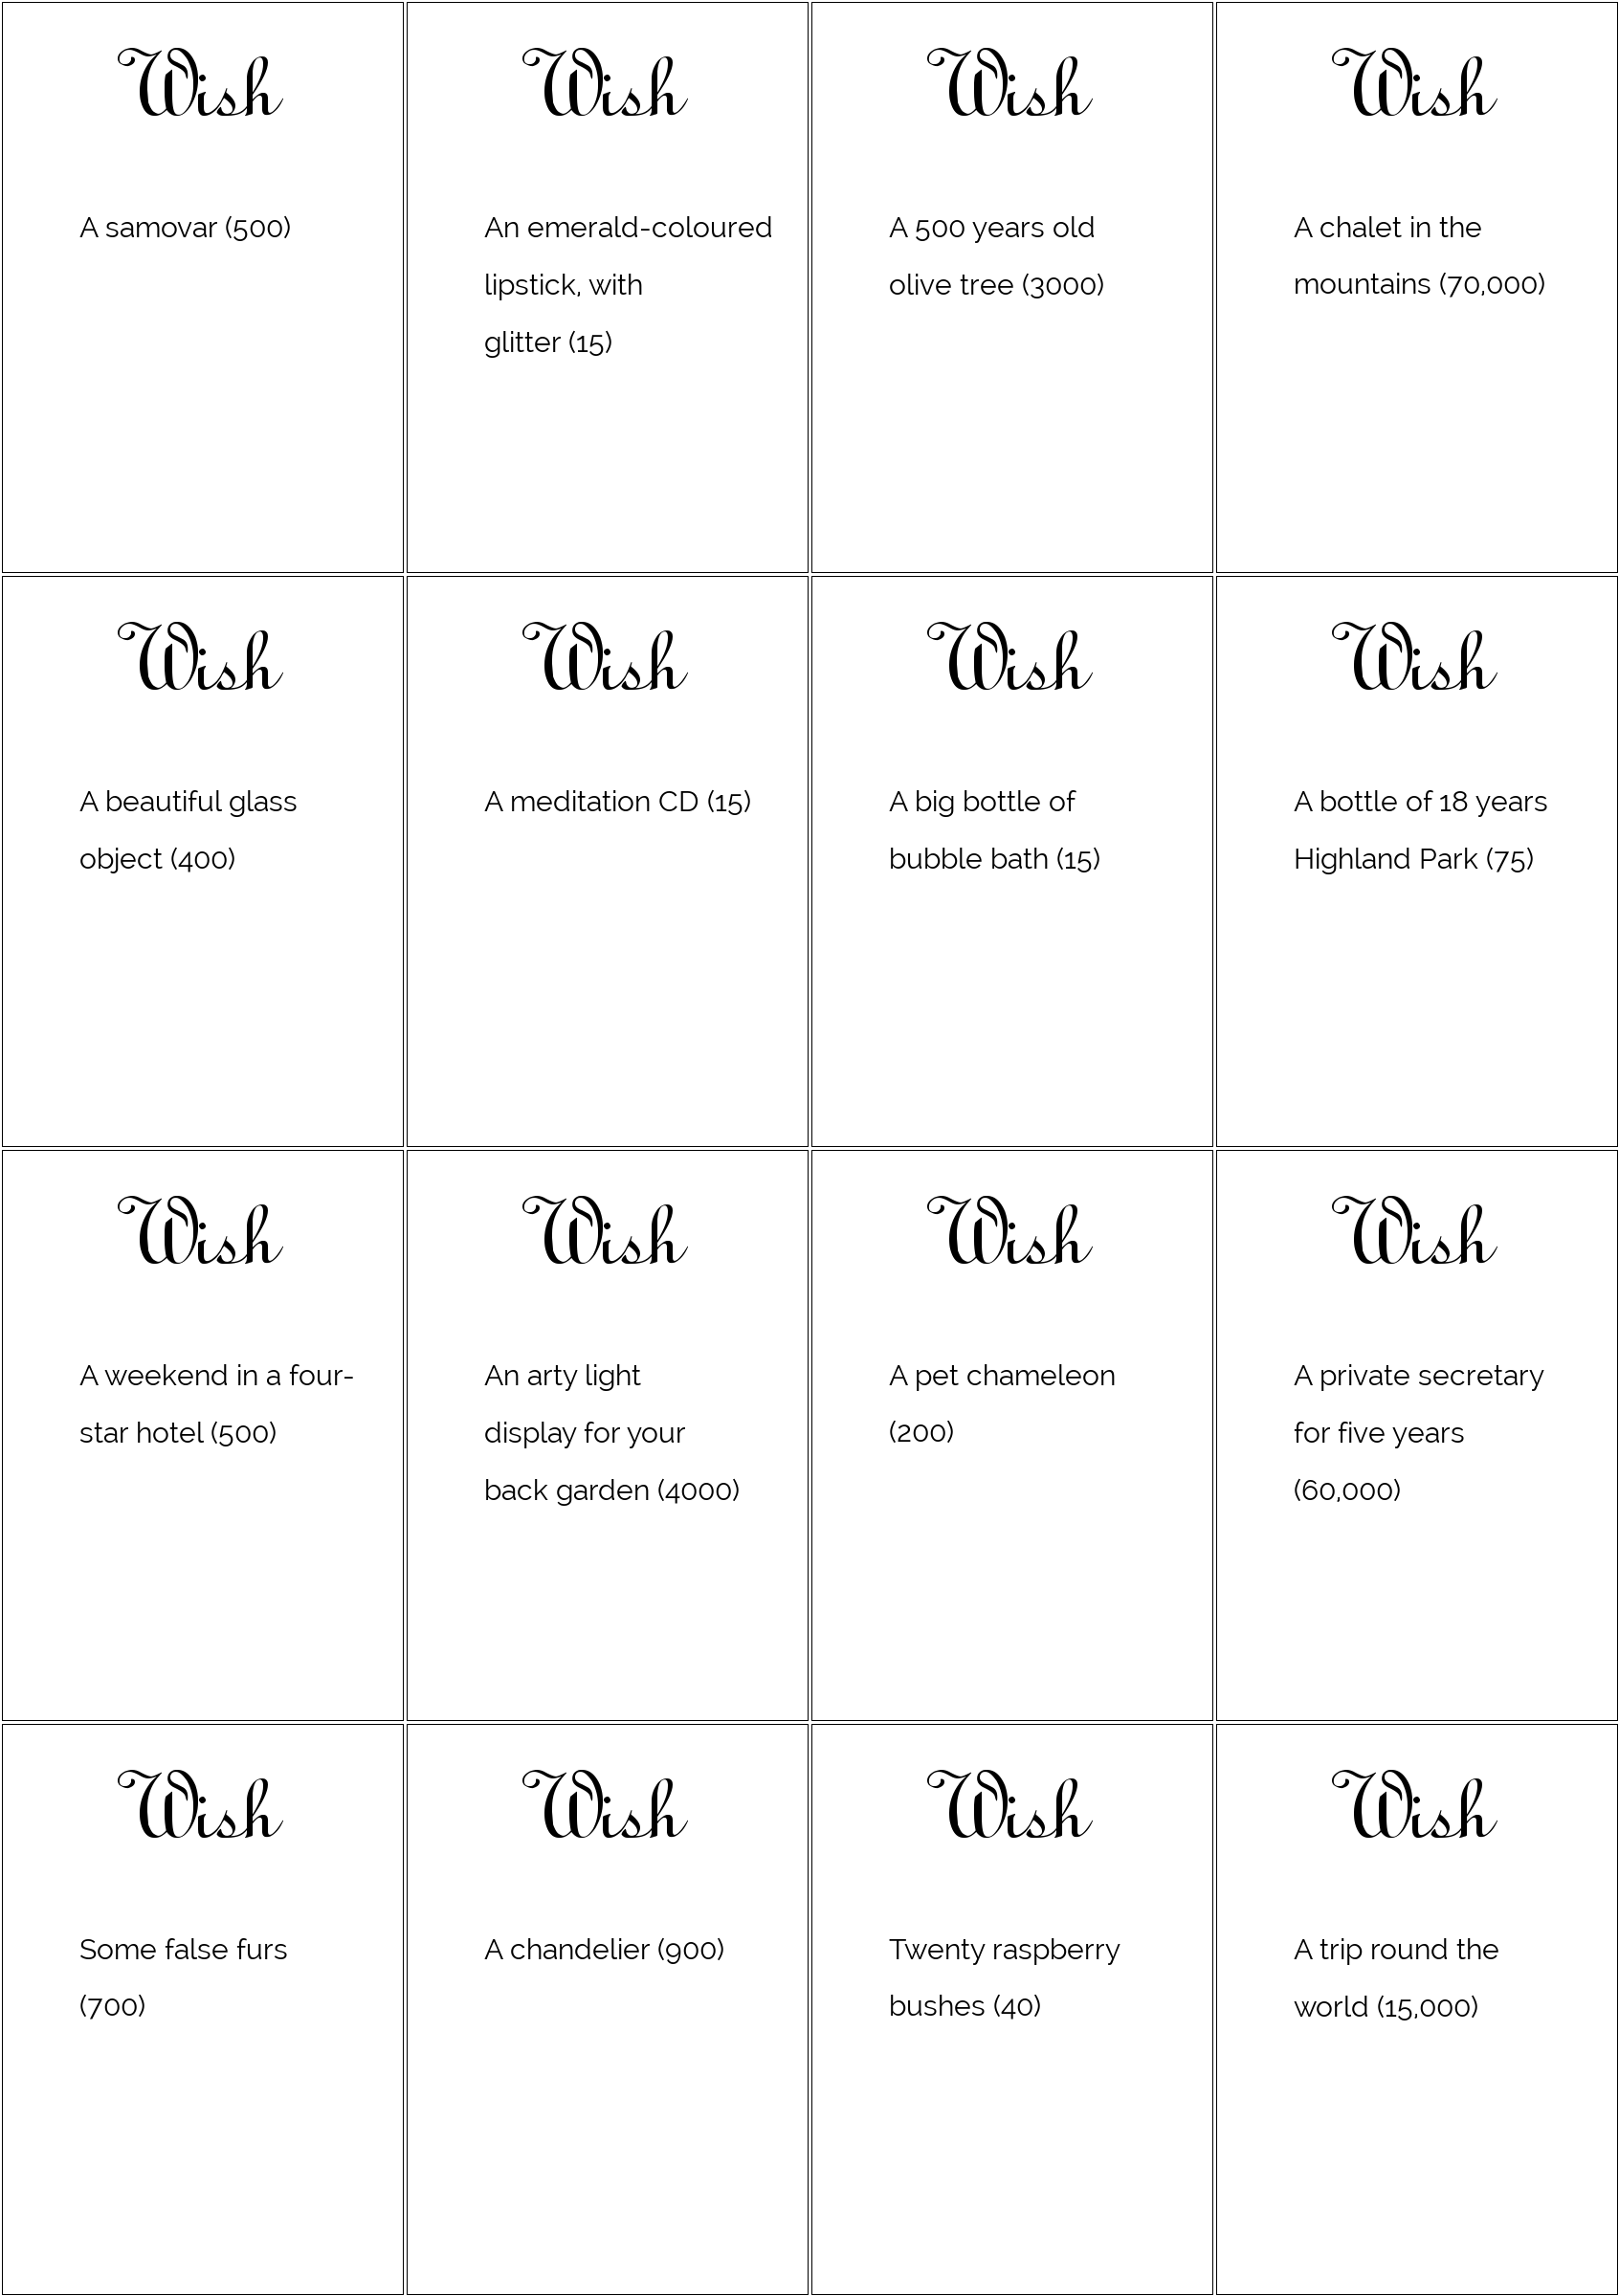 Wish
A samovar (500)
Wish
An emerald-coloured
lipstick, with
glitter (15)
Wish
A 500 years old
olive tree (3000)
Wish
A chalet in the
mountains (70,000)
Wish
A beautiful glass
object (400)
Wish
A meditation CD (15)
Wish
A big bottle of
bubble bath (15)
Wish
A bottle of 18 years
Highland Park (75)
Wish
A weekend in a four-
star hotel (500)
Wish
An arty light
display for your
back garden (4000)
Wish
A pet chameleon
(200)
Wish
A private secretary
for five years
(60,000)
Wish
Some false furs
(700)
Wish
A chandelier (900)
Wish
Twenty raspberry
bushes (40)
Wish
A trip round the
world (15,000)